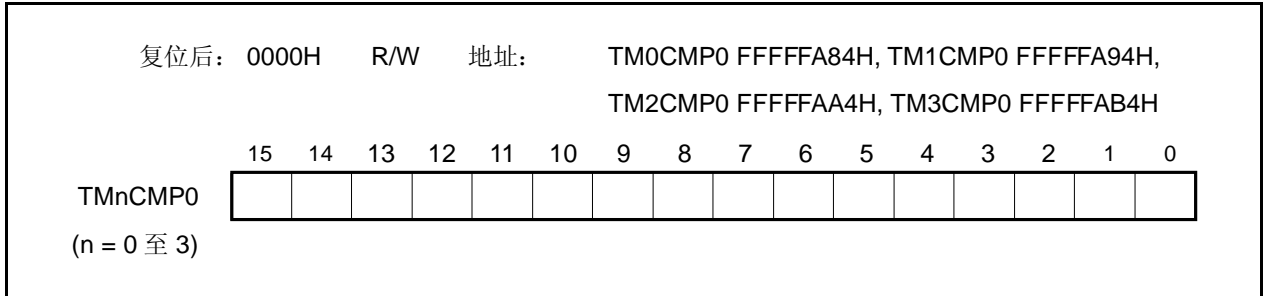 复位后: 0000H R/W 地址: TM0CMP0 FFFFFA84H, TM1CMP0 FFFFFA94H,
TM2CMP0 FFFFFAA4H, TM3CMP0 FFFFFAB4H
15 14 13 12 11 10 9 8 7 6 5 4 3 2 1 0
TMnCMP0
(n = 0 至 3)